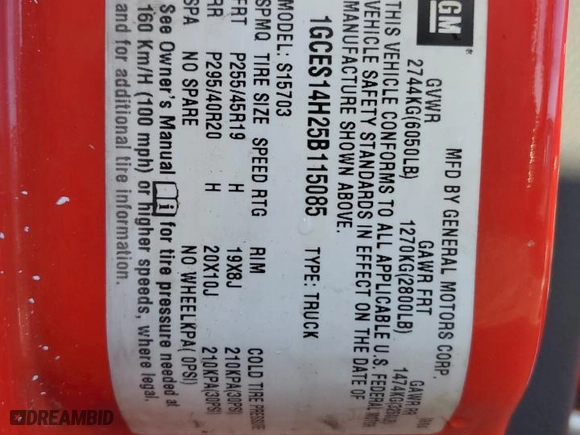 GM
MFD BY GENERAL MOTORS CORP.
GVWR GAWR FRT GAWR RR
2744KG(6050LB) 1270KG(2800LB)
THIS VEHICLE CONFORMS TO ALL APPLICABLE U.S. FEDERAL MOTOR
VEHICLE SAFETY STANDARDS IN EFFECT ON THE DATE OF
MANUFACTURE SHOWN ABOVE.
1GCES14H25B115085 TYPE: TRUCK
MODEL: S15703
SPMQ TIRE SIZE SPEED RTG RIM COLD TIRE PRESSURE
FRT P255/45R19 H 19X8J 210KPA(30PSI)
RR P295/40R20 H 20X10J 210KPA(30PSI)
SPA NO SPARE NO WHEELKPA( 0PSI)
See Owner's Manual for tire pressure needed at
160 Km/H (100 mph) or higher speeds, where legal,
and for additional tire information.
DREAMBID